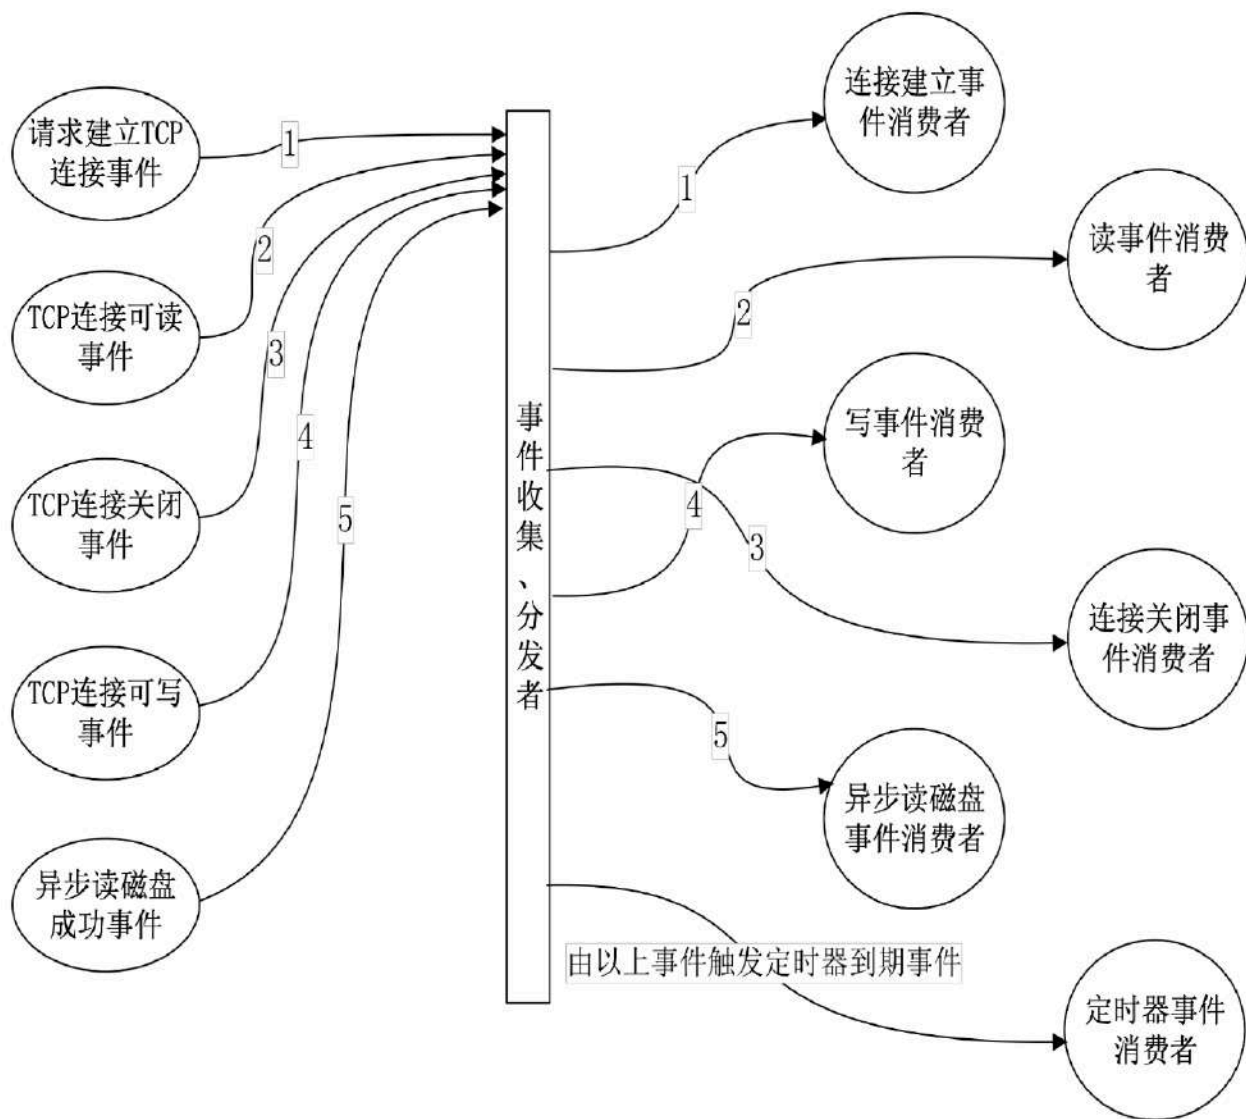 请求建立TCP
连接事件
1
TCP连接可读
事件
2
TCP连接关闭
事件
3
TCP连接可写
事件
4
异步读磁盘
成功事件
5
事件收集、分发者
1
连接建立事
件消费者
2
读事件消费
者
4
写事件消费
者
3
连接关闭事
件消费者
5
异步读磁盘
事件消费者
由以上事件触发定时器到期事件
定时器事件
消费者